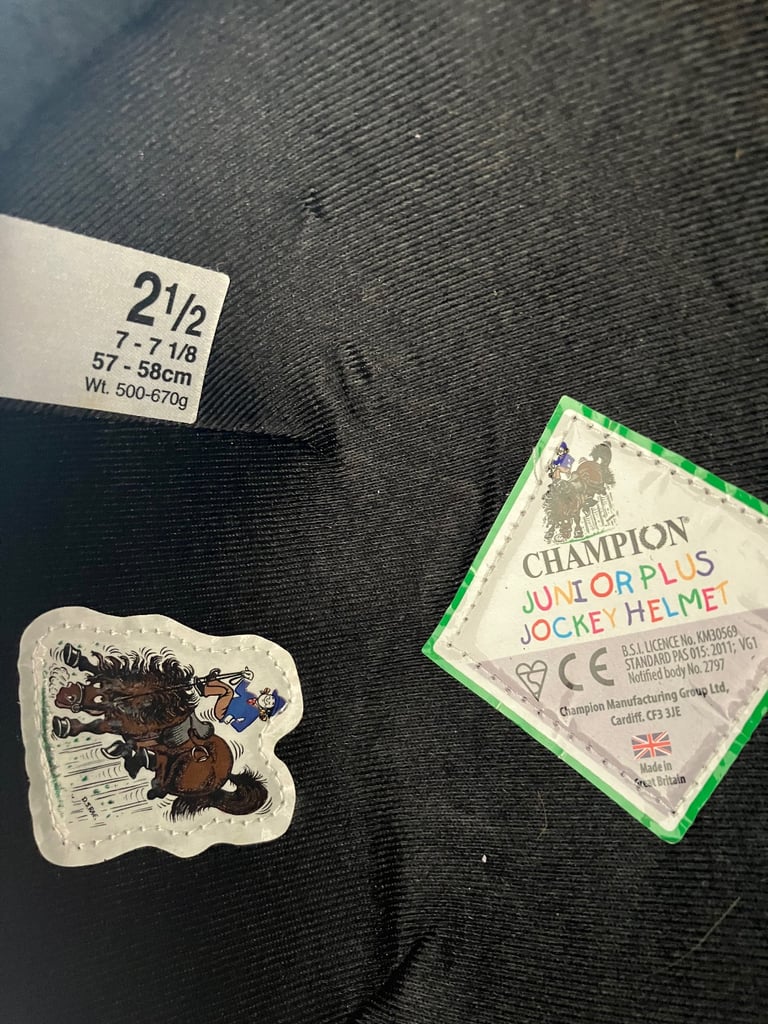 2½
7 - 7 1/8
57 - 58cm
Wt. 500-670g
CHAMPION®
JUNIOR PLUS
JOCKEY HELMET
CE
B.S.I. LICENCE No. KM30569
STANDARD PAS 015: 2011; VG1
Notified body No. 2797
Champion Manufacturing Group Ltd,
Cardiff. CF3 3JE
Made in
Great Britain